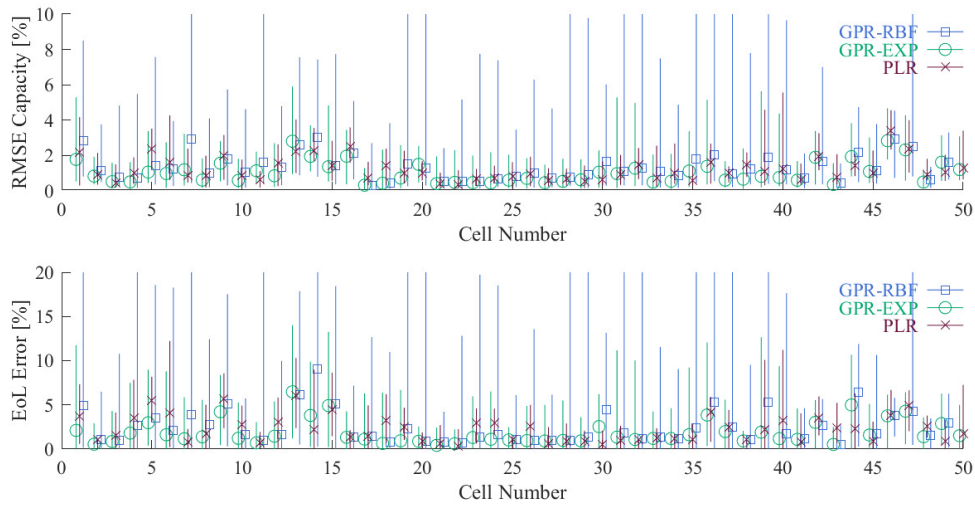 RMSE Capacity [%]
10
8
6
4
2
0
GPR-RBF
GPR-EXP
PLR
0 5 10 15 20 25 30 35 40 45 50
Cell Number
EoL Error [%]
20
15
10
5
0
GPR-RBF
GPR-EXP
PLR
0 5 10 15 20 25 30 35 40 45 50
Cell Number